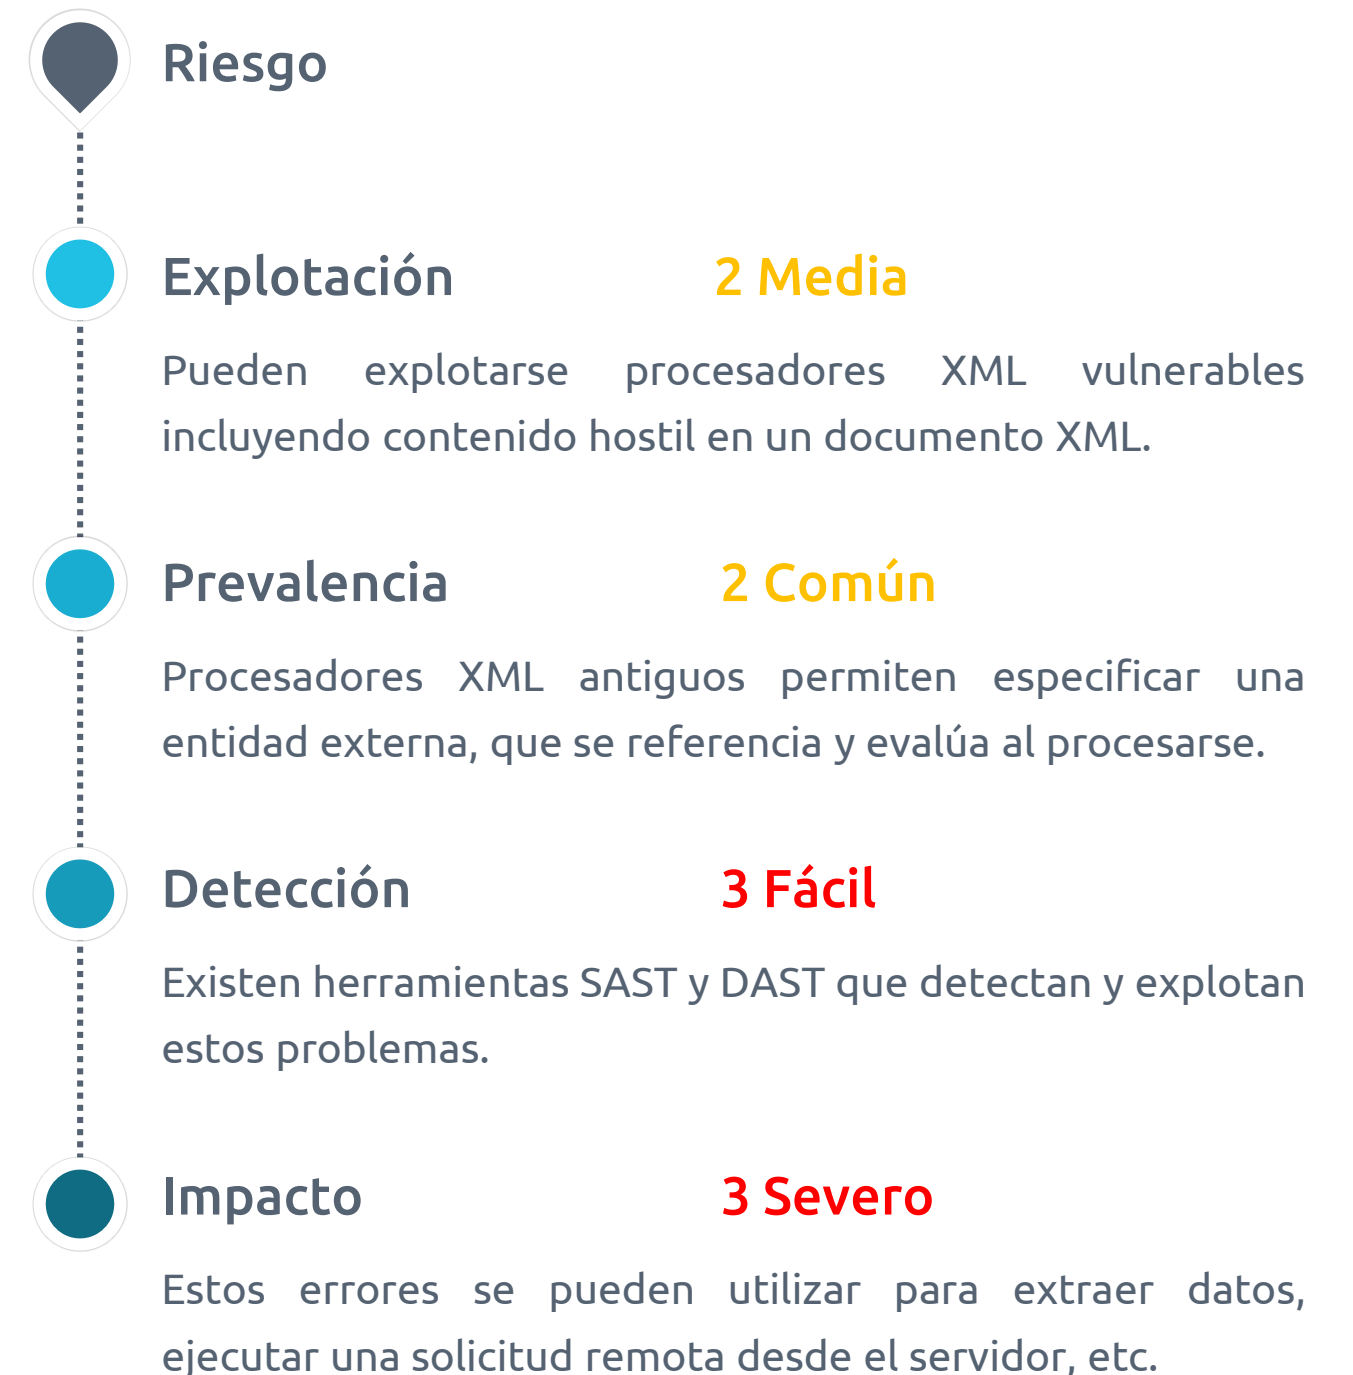 Riesgo
Explotación 2 Media
Pueden explotarse procesadores XML vulnerables
incluyendo contenido hostil en un documento XML.
Prevalencia 2 Común
Procesadores XML antiguos permiten especificar una
entidad externa, que se referencia y evalúa al procesarse.
Detección 3 Fácil
Existen herramientas SAST y DAST que detectan y explotan
estos problemas.
Impacto 3 Severo
Estos errores se pueden utilizar para extraer datos,
ejecutar una solicitud remota desde el servidor, etc.